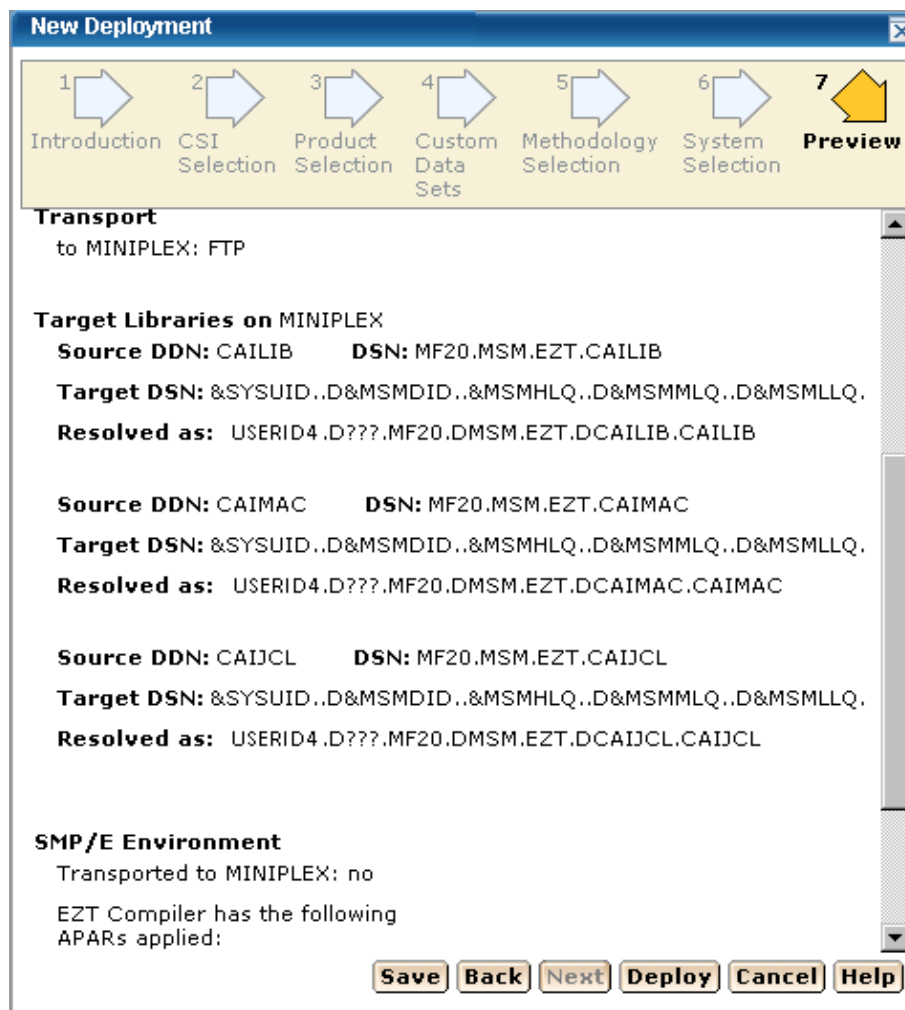 New Deployment
1 2 3 4 5 6 7
Introduction CSI Selection Product Selection Custom Data Sets Methodology Selection System Selection Preview
Transport
to MINIPLEX: FTP
Target Libraries on MINIPLEX
Source DDN: CAILIB DSN: MF20.MSM.EZT.CAILIB
Target DSN: &SYSUID..D&MSMDID..&MSMHLQ..D&MSMMLQ..D&MSMLLQ.
Resolved as: USERID4.D???.MF20.DMSM.EZT.DCAILIB.CAILIB
Source DDN: CAIMAC DSN: MF20.MSM.EZT.CAIMAC
Target DSN: &SYSUID..D&MSMDID..&MSMHLQ..D&MSMMLQ..D&MSMLLQ.
Resolved as: USERID4.D???.MF20.DMSM.EZT.DCAIMAC.CAIMAC
Source DDN: CAIJCL DSN: MF20.MSM.EZT.CAIJCL
Target DSN: &SYSUID..D&MSMDID..&MSMHLQ..D&MSMMLQ..D&MSMLLQ.
Resolved as: USERID4.D???.MF20.DMSM.EZT.DCAIJCL.CAIJCL
SMP/E Environment
Transported to MINIPLEX: no
EZT Compiler has the following
APARs applied:
Save Back Next Deploy Cancel Help